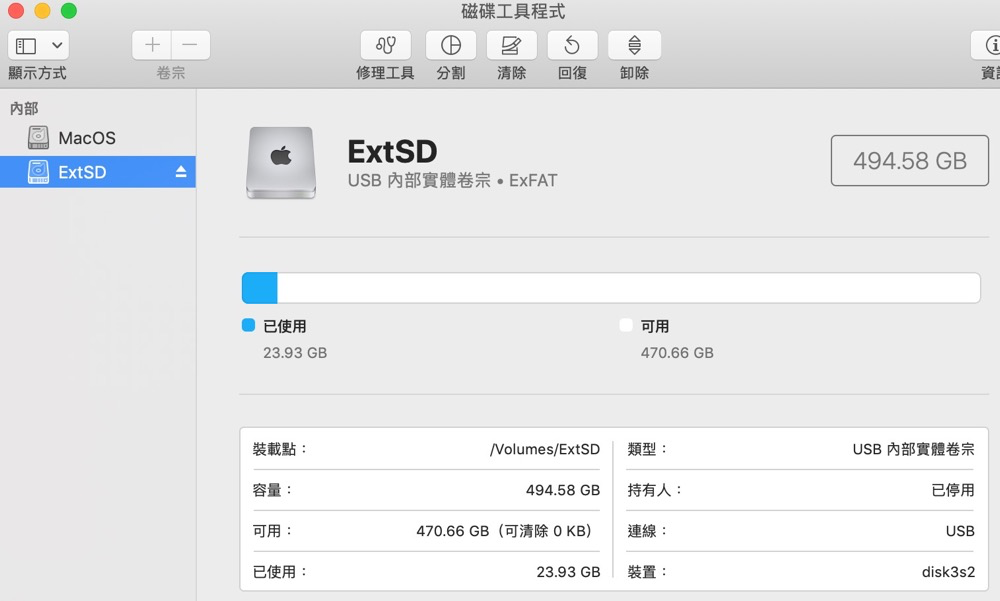 磁碟工具程式
顯示方式
卷宗
修理工具
分割
清除
回復
卸除
內部
MacOS
ExtSD
ExtSD
USB 內部實體卷宗 • ExFAT
494.58 GB
已使用
23.93 GB
可用
470.66 GB
裝載點：
/Volumes/ExtSD
類型：
USB 內部實體卷宗
容量：
494.58 GB
持有人：
已停用
可用：
470.66 GB（可清除 0 KB）
連線：
USB
已使用：
23.93 GB
裝置：
disk3s2